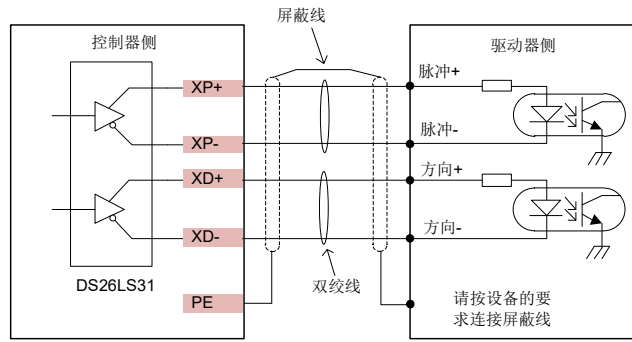 屏蔽线
控制器侧
驱动器侧
XP+
脉冲+
XP-
脉冲-
XD+
方向+
XD-
方向-
DS26LS31
双绞线
PE
请按设备的要
求连接屏蔽线